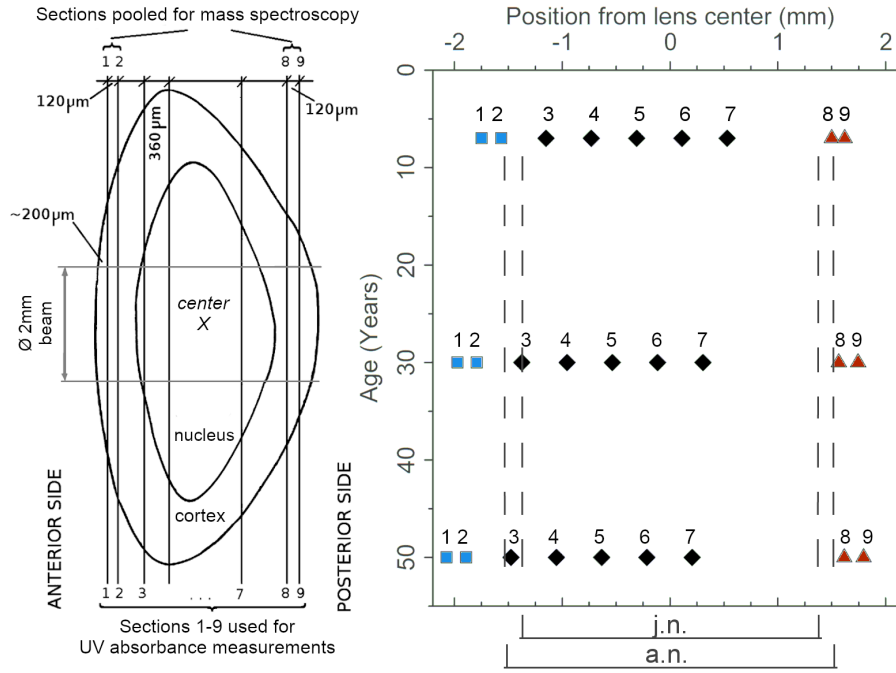 Sections pooled for mass spectroscopy
1 2
8 9
120µm
120µm
360 µm
~200µm
Ø 2mm
beam
center
X
nucleus
cortex
ANTERIOR SIDE
POSTERIOR SIDE
1 2 3 . . . 7 8 9
Sections 1-9 used for
UV absorbance measurements
Position from lens center (mm)
-2 -1 0 1 2
Age (Years)
0
1 2 3 4 5 6 7 8 9
10
20
1 2 3 4 5 6 7 8 9
30
40
1 2 3 4 5 6 7 8 9
50
j.n.
a.n.